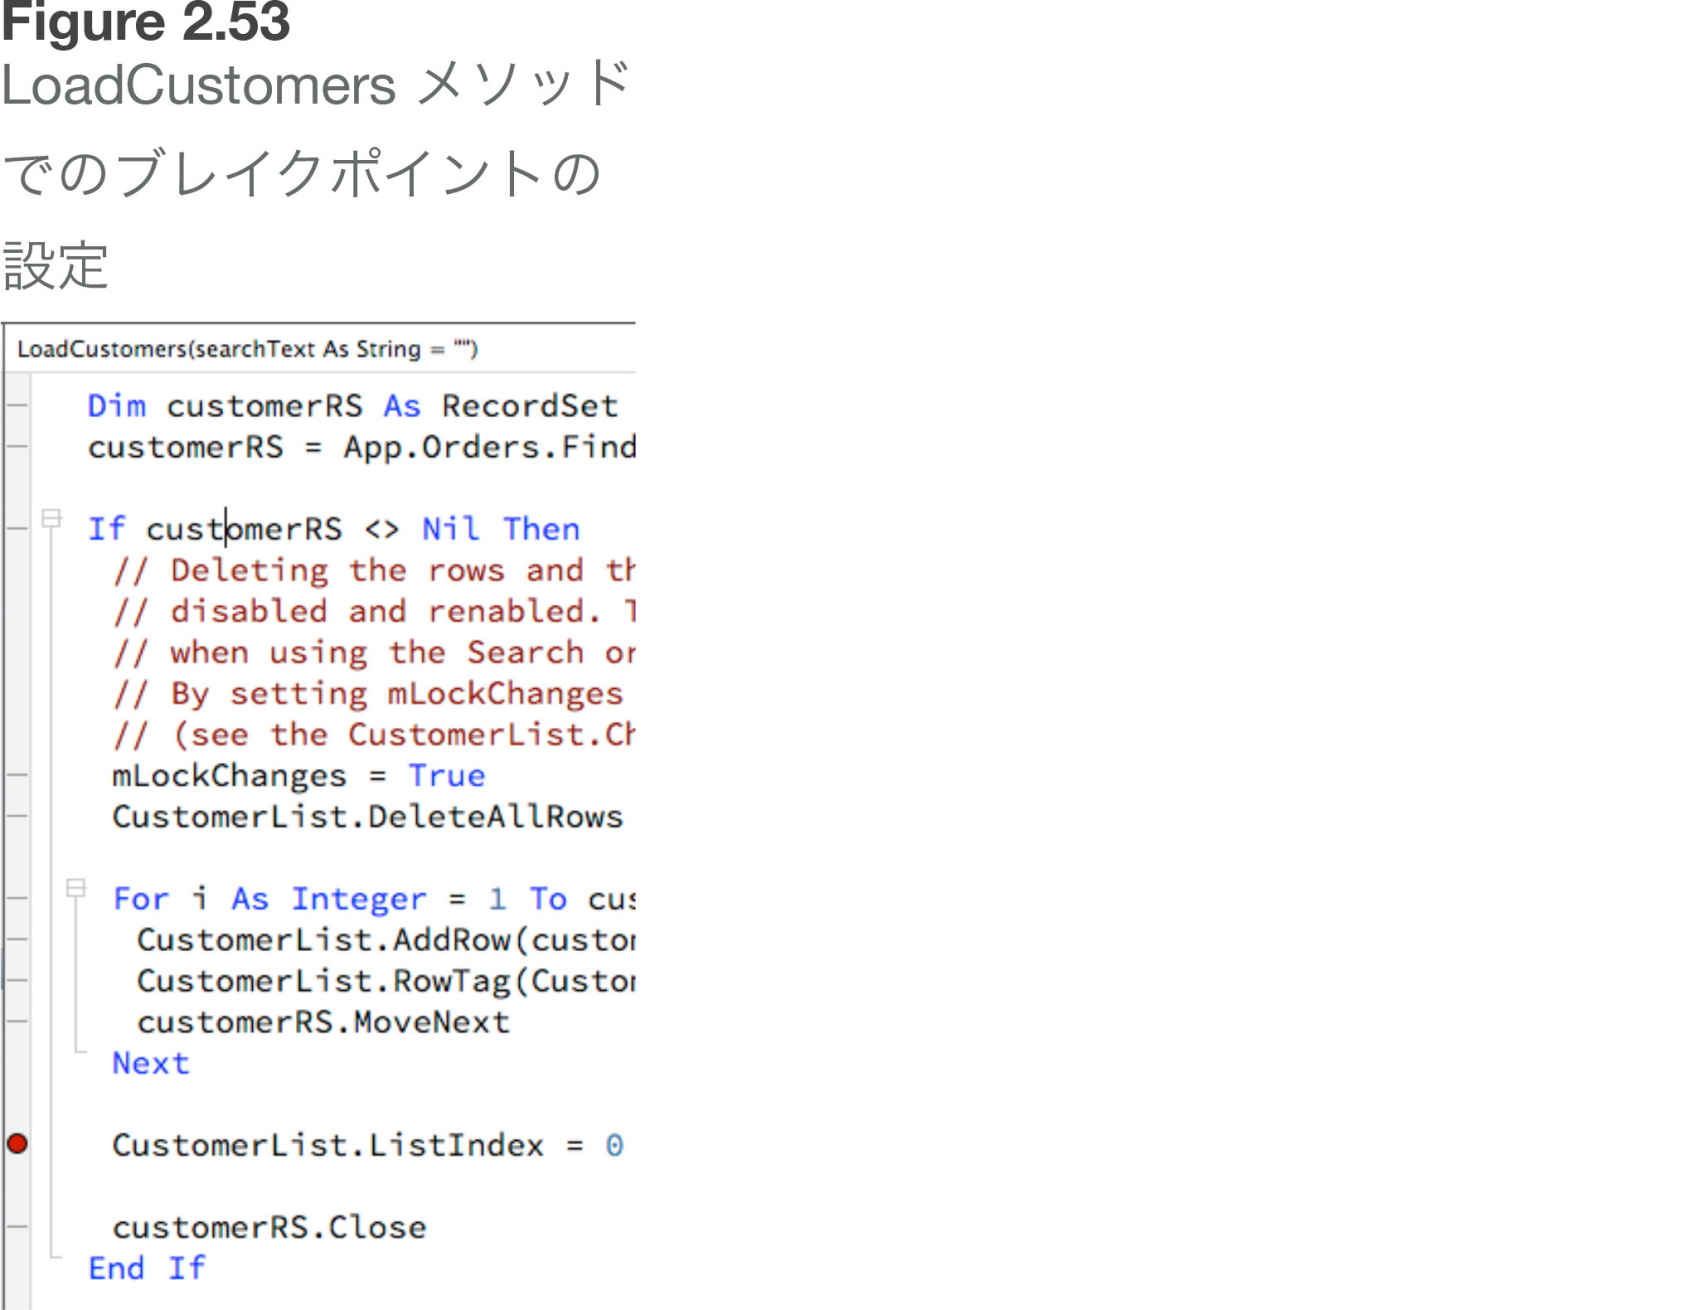 Figure 2.53
LoadCustomers メソッド
でのブレイクポイントの
設定
LoadCustomers(searchText As String = "")
Dim customerRS As RecordSet
customerRS = App.Orders.Find
If customerRS <> Nil Then
// Deleting the rows and th
// disabled and renabled. T
// when using the Search or
// By setting mLockChanges
// (see the CustomerList.Ch
mLockChanges = True
CustomerList.DeleteAllRows
For i As Integer = 1 To cus
CustomerList.AddRow(custom
CustomerList.RowTag(Custom
customerRS.MoveNext
Next
CustomerList.ListIndex = 0
customerRS.Close
End If